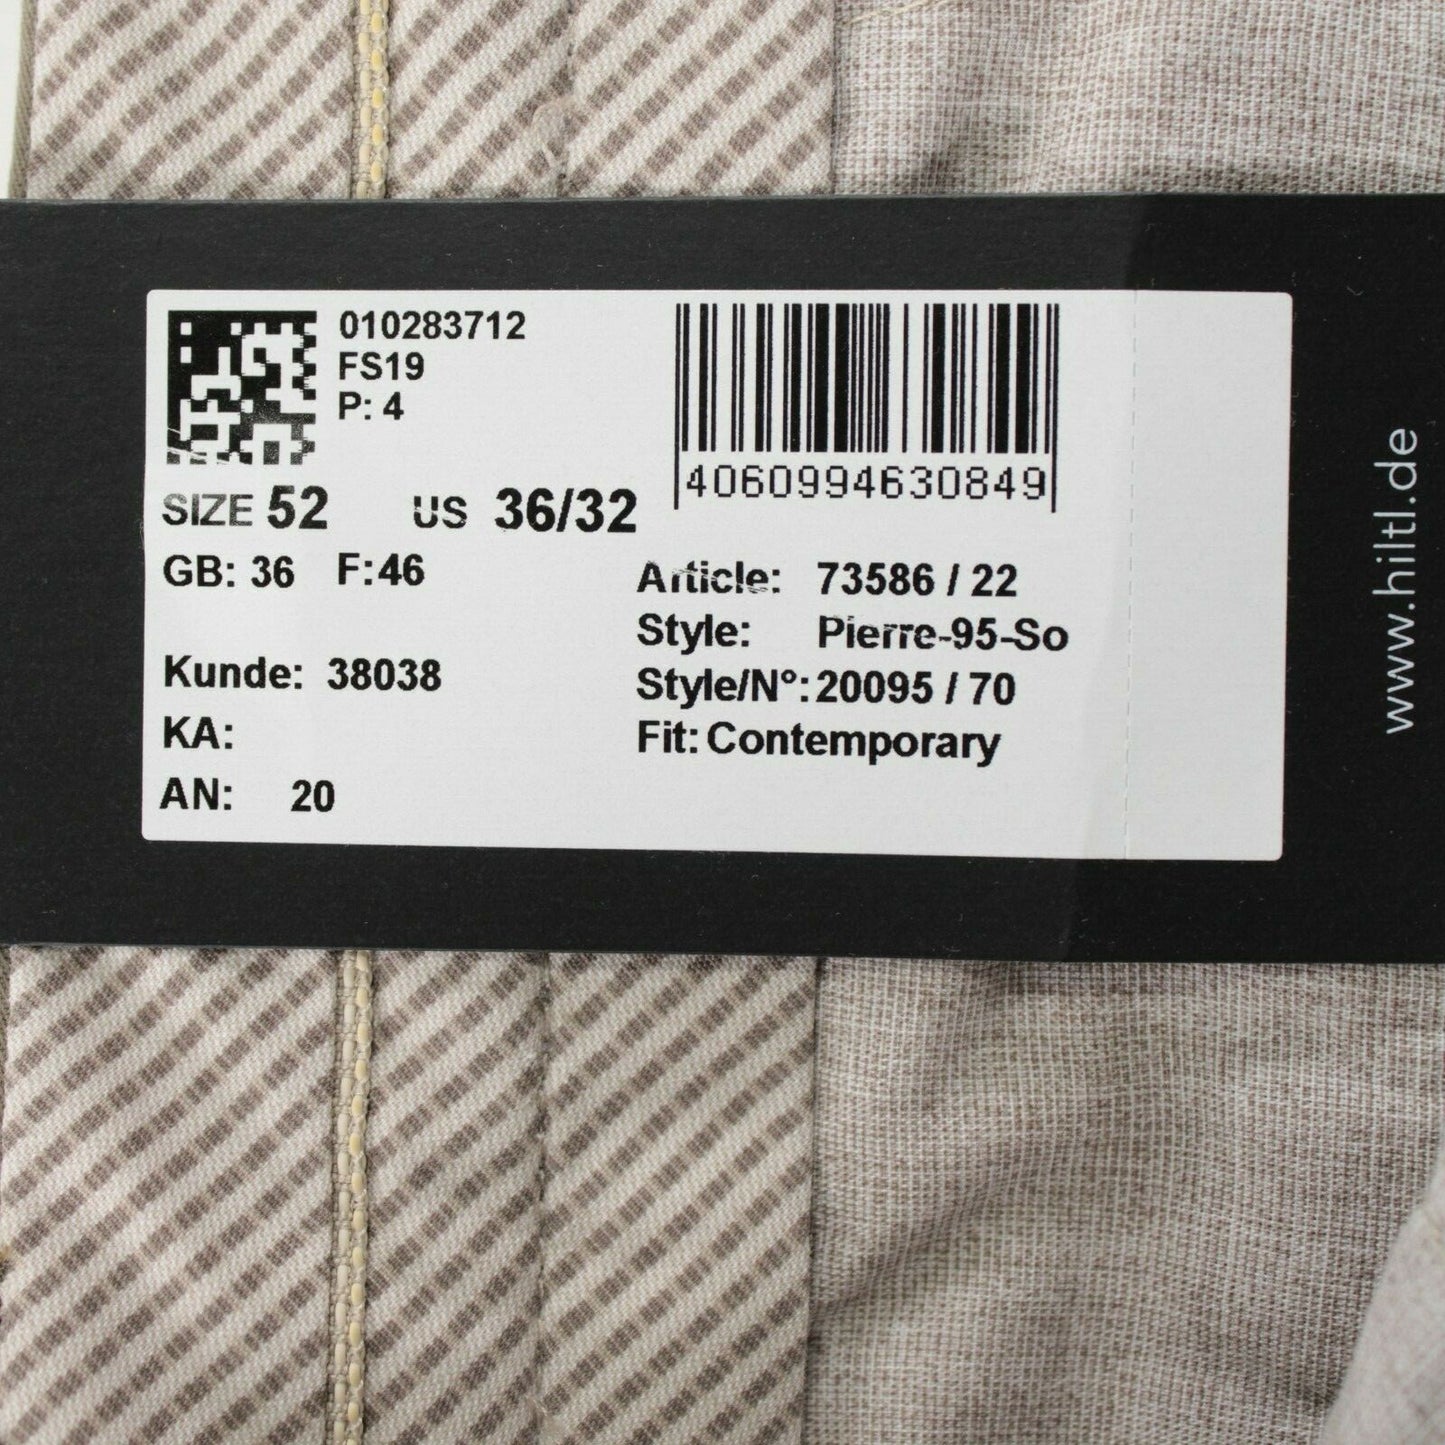 010283712
FS19
P: 4
4060994630849
SIZE 52 US 36/32
GB: 36 F:46
Kunde: 38038
KA:
AN: 20
Article: 73586 / 22
Style: Pierre-95-So
Style/N°: 20095 / 70
Fit: Contemporary
www.hiltl.de